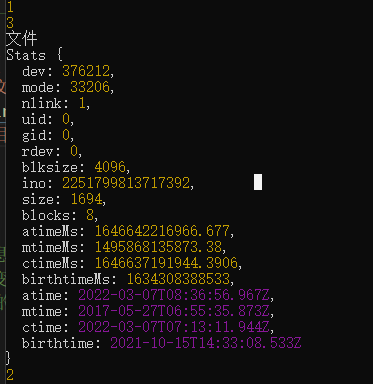 1
3
文件
Stats {
  dev: 376212,
  mode: 33206,
  nlink: 1,
  uid: 0,
  gid: 0,
  rdev: 0,
  blksize: 4096,
  ino: 2251799813717392,
  size: 1694,
  blocks: 8,
  atimeMs: 1646642216966.677,
  mtimeMs: 1495868135873.38,
  ctimeMs: 1646637191944.3906,
  birthtimeMs: 1634308388533,
  atime: 2022-03-07T08:36:56.967Z,
  mtime: 2017-05-27T06:55:35.873Z,
  ctime: 2022-03-07T07:13:11.944Z,
  birthtime: 2021-10-15T14:33:08.533Z
}
2